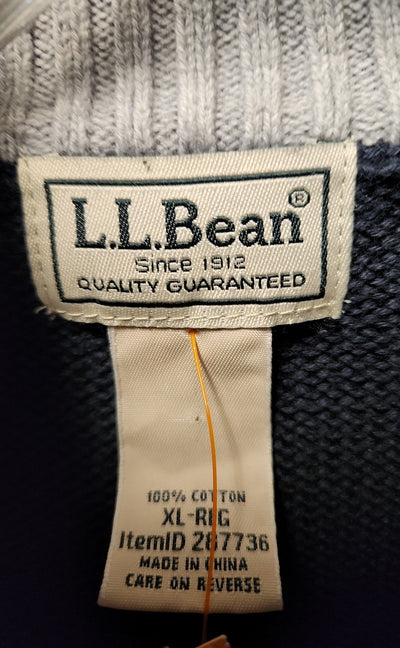 L.L.Bean®
Since 1912
QUALITY GUARANTEED
100% COTTON
XL-REG
ItemID 287736
MADE IN CHINA
CARE ON REVERSE